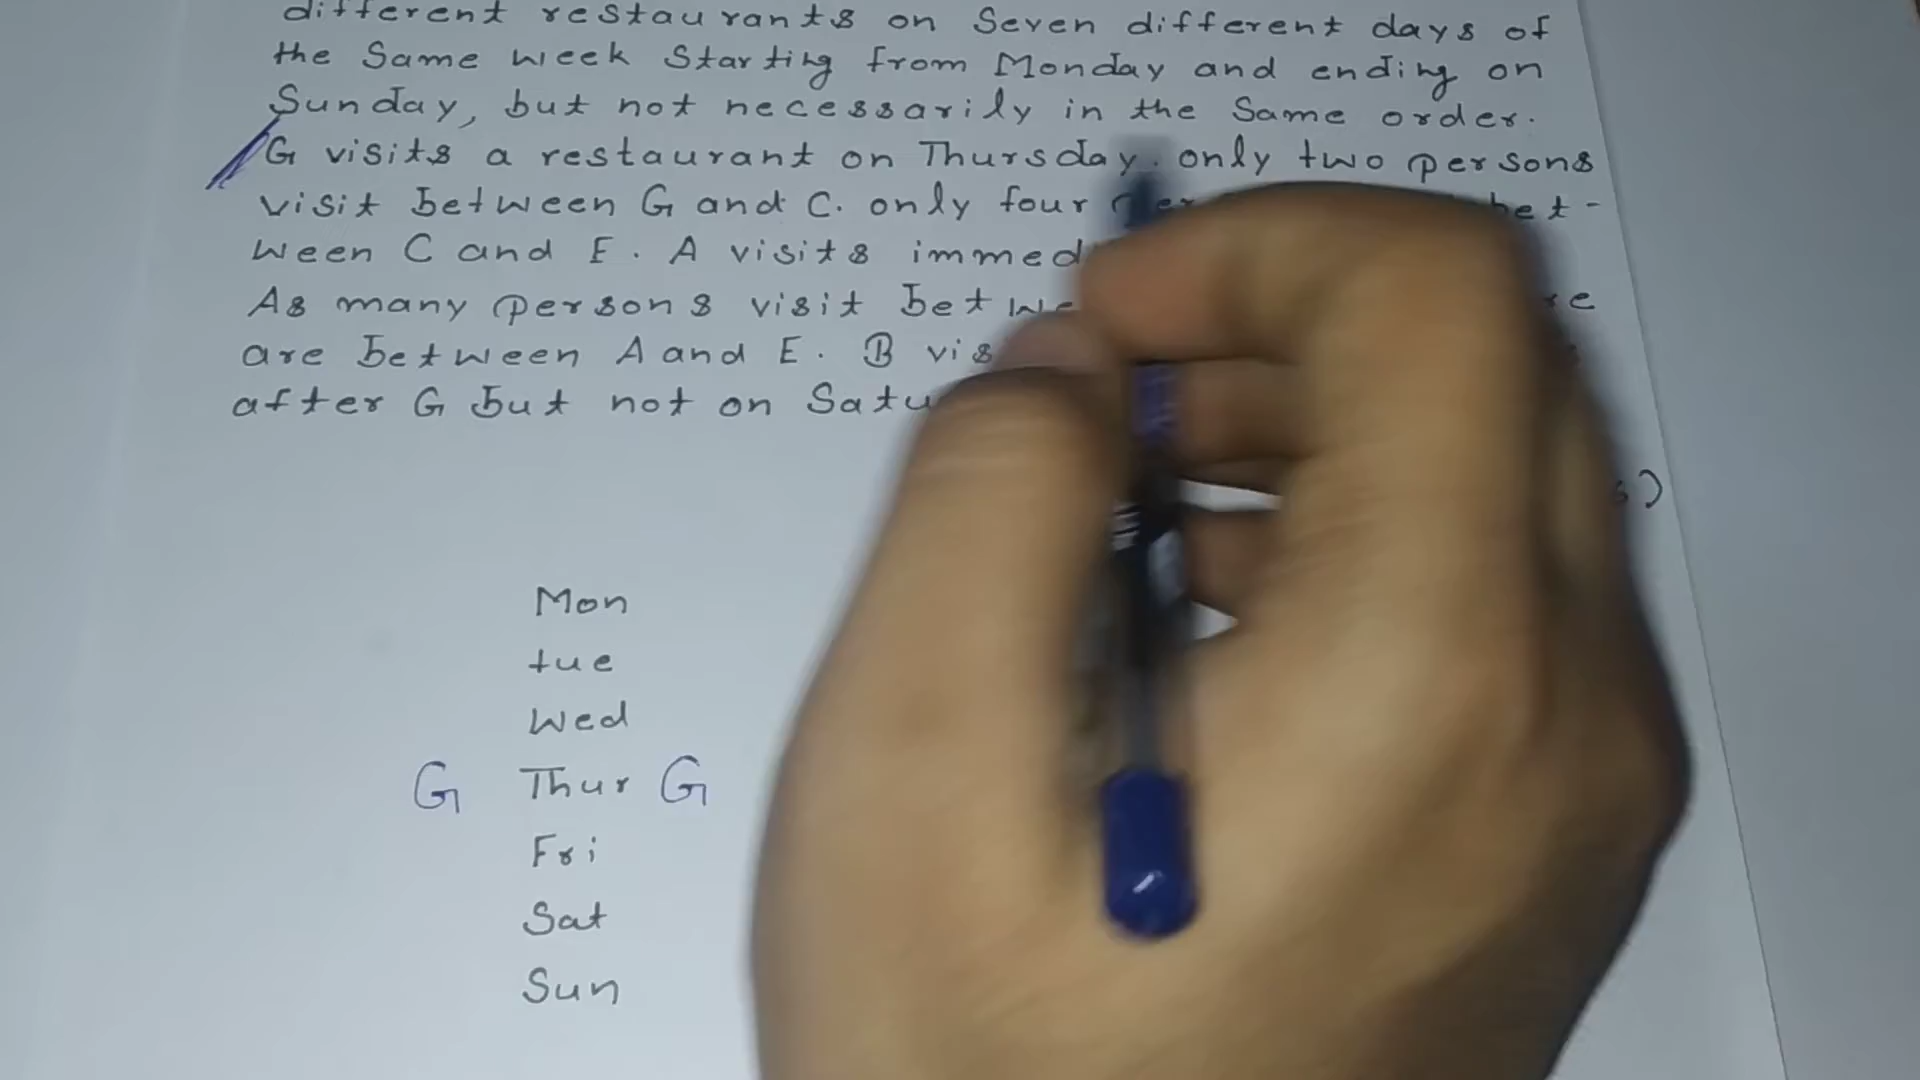 different restaurants on Seven different days of
the Same week Starting from Monday and ending on
Sunday, but not necessarily in the Same order.
G visits a restaurant on Thursday. only two persons
visit between G and C. only four bet-
ween C and E. A visits
As many persons visit
are between A and E. B
after G but not on
Mon
tue
Wed
G Thur G
Fri
Sat
Sun